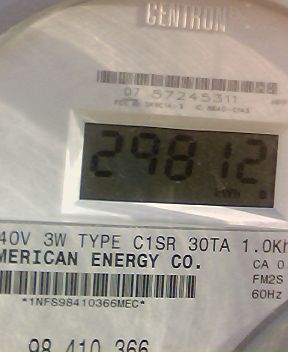 CENTRON
07 57245311
29812
kWh
40V 3W TYPE C1SR 30TA 1.0Kh
MERICAN ENERGY CO.
CA 0
FM2S
60Hz
*1NFS98410366MEC*
98 410 366